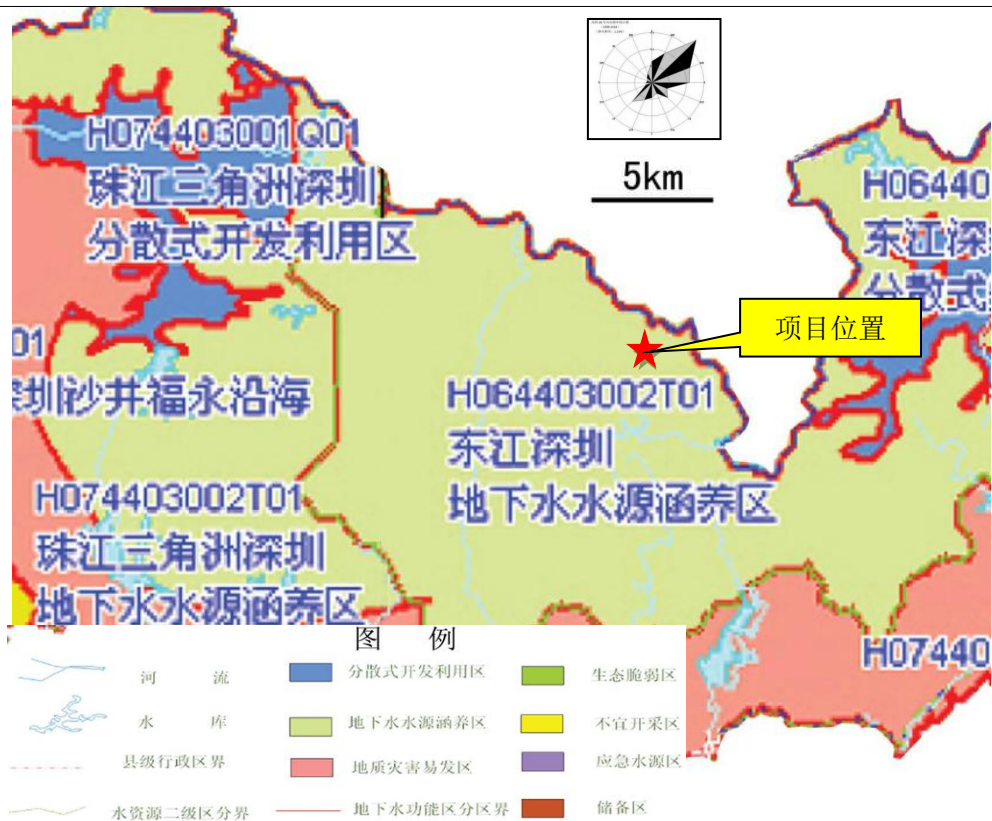 H074403001Q01
珠江三角洲深圳
分散式开发利用区
5km
H06440
东江深
分散式
项目位置
01
深圳沙井福永沿海
H064403002T01
东江深圳
地下水水源涵养区
H074403002T01
珠江三角洲深圳
地下水水源涵养区
H07440
图 例
河 流
分散式开发利用区
生态脆弱区
水 库
地下水水源涵养区
不宜开采区
县级行政区界
地质灾害易发区
应急水源区
水资源二级区分界
地下水功能区分区界
储备区